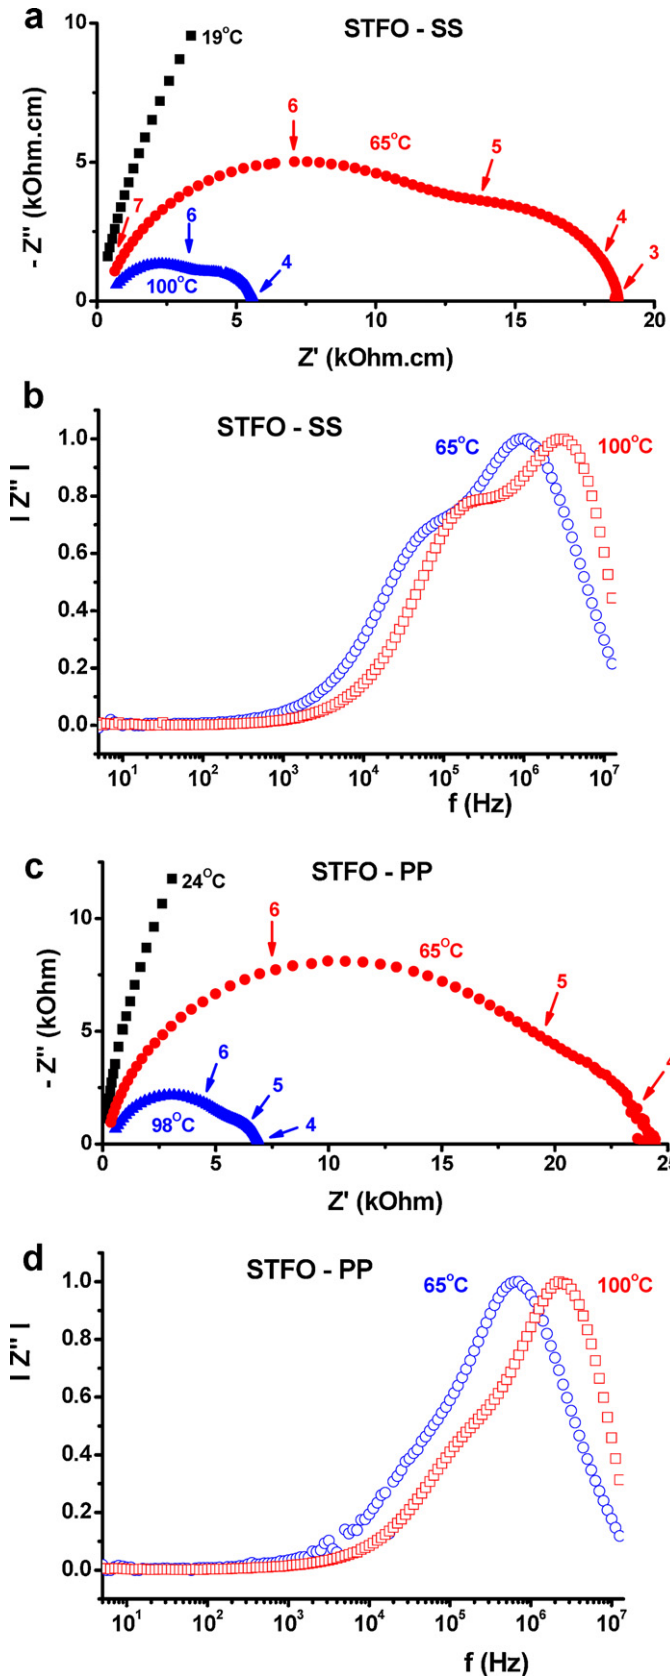 a
STFO - SS
10
19°C
6
65°C
5
- Z'' (kOhm.cm)
5
7
6
4
4
3
100°C
0
0 5 10 15 20
Z' (kOhm.cm)
b
STFO - SS
65°C
100°C
1.0
0.8
0.6
0.4
0.2
0.0
| Z'' |
10¹ 10² 10³ 10⁴ 10⁵ 10⁶ 10⁷
f (Hz)
c
STFO - PP
24°C
10
6
65°C
5
- Z'' (kOhm)
5
6
5
4
4
98°C
0
0 5 10 15 20 25
Z' (kOhm)
d
STFO - PP
65°C
100°C
1.0
0.8
0.6
0.4
0.2
0.0
| Z'' |
10¹ 10² 10³ 10⁴ 10⁵ 10⁶ 10⁷
f (Hz)